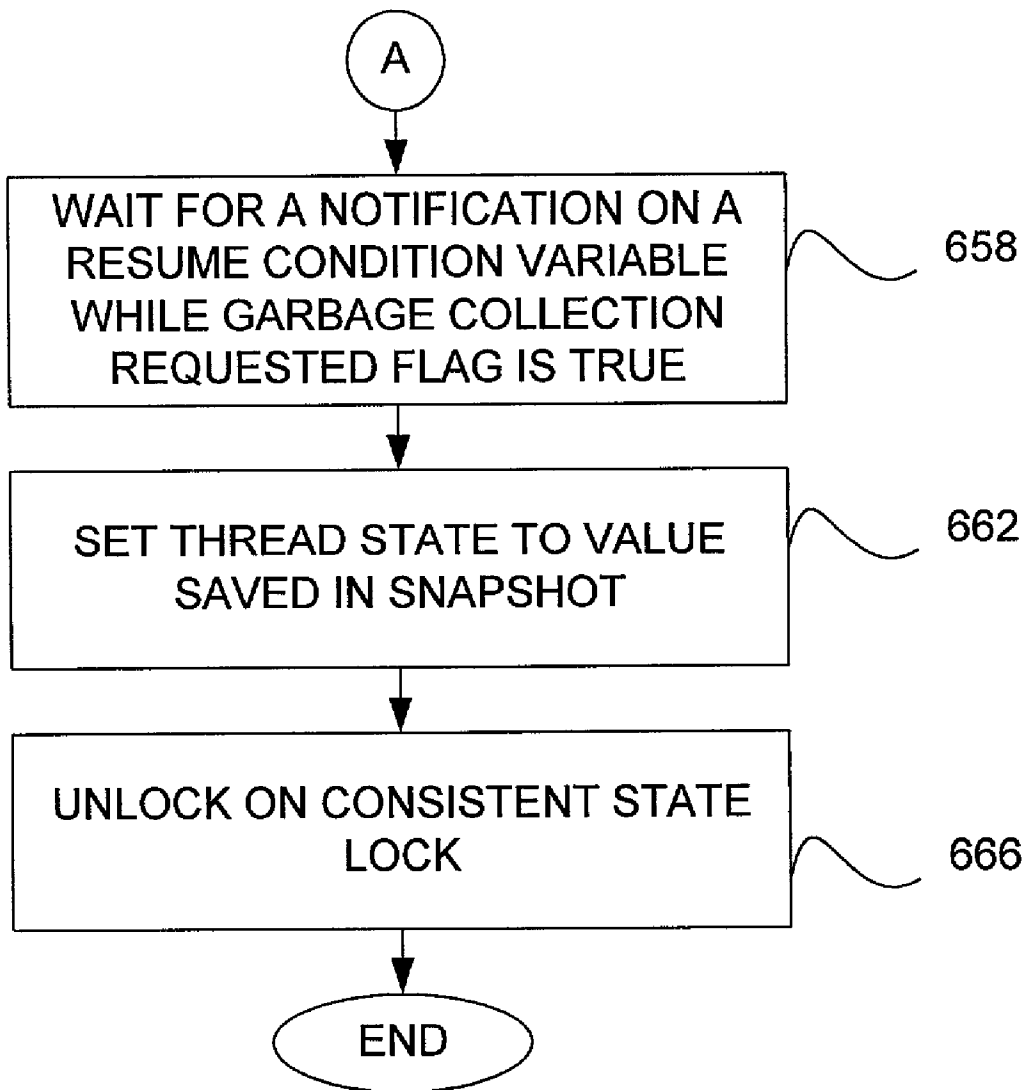 A
WAIT FOR A NOTIFICATION ON A
RESUME CONDITION VARIABLE
WHILE GARBAGE COLLECTION
REQUESTED FLAG IS TRUE
658
SET THREAD STATE TO VALUE
SAVED IN SNAPSHOT
662
UNLOCK ON CONSISTENT STATE
LOCK
666
END